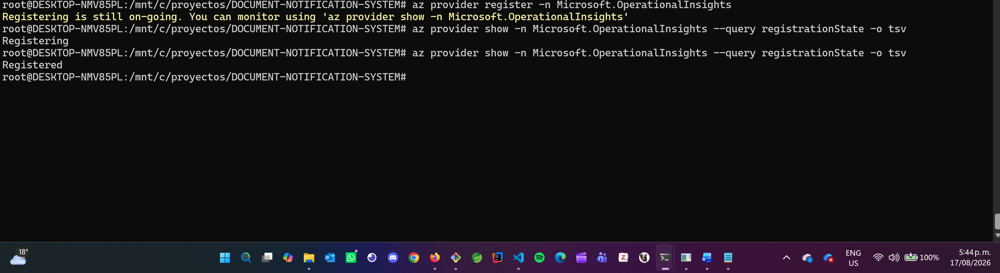 root@DESKTOP-NMV85PL:/mnt/c/proyectos/DOCUMENT-NOTIFICATION-SYSTEM# az provider register -n Microsoft.OperationalInsights
Registering is still on-going. You can monitor using 'az provider show -n Microsoft.OperationalInsights'
root@DESKTOP-NMV85PL:/mnt/c/proyectos/DOCUMENT-NOTIFICATION-SYSTEM# az provider show -n Microsoft.OperationalInsights --query registrationState -o tsv
Registering
root@DESKTOP-NMV85PL:/mnt/c/proyectos/DOCUMENT-NOTIFICATION-SYSTEM# az provider show -n Microsoft.OperationalInsights --query registrationState -o tsv
Registered
root@DESKTOP-NMV85PL:/mnt/c/proyectos/DOCUMENT-NOTIFICATION-SYSTEM#
18°
ENG
US
100%
5:44 p. m.
17/08/2026